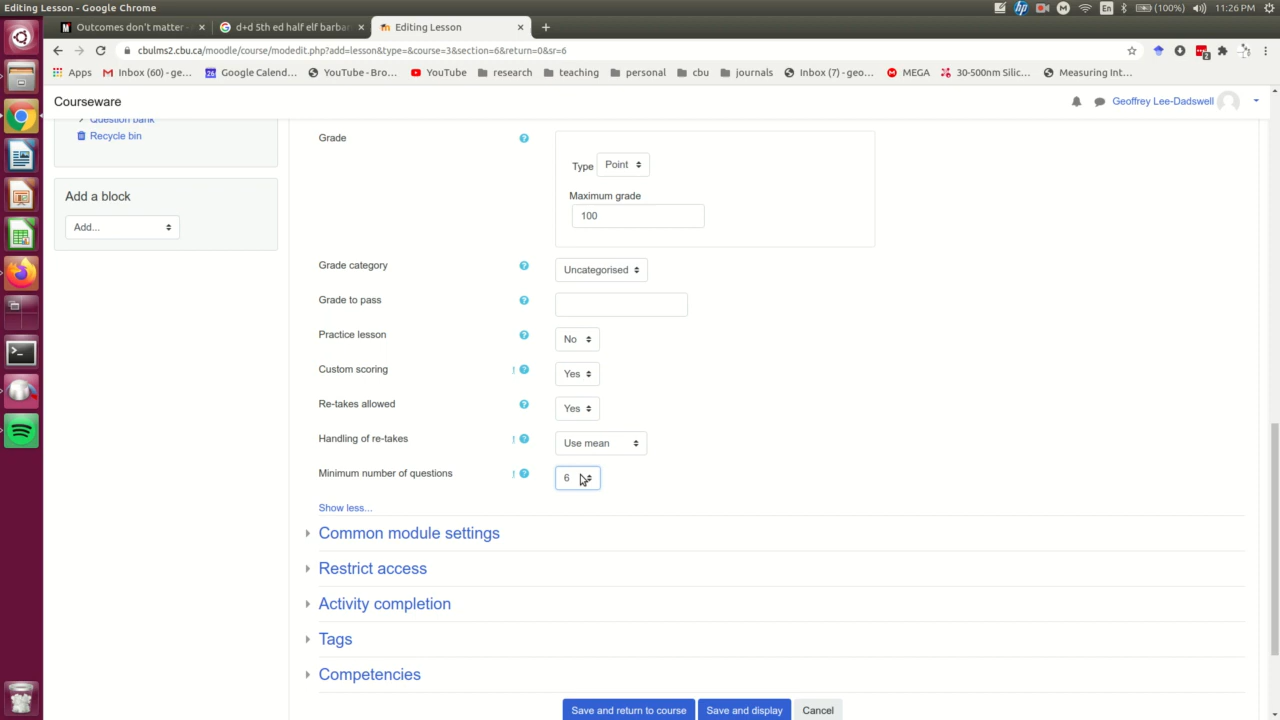 Editing Lesson - Google Chrome
En
(100%)
11:26 PM
Outcomes don't matter -
d+d 5th ed half elf barbar
Editing Lesson
cbulms2.cbu.ca/moodle/course/modedit.php?add=lesson&type=&course=3&section=6&return=0&sr=6
2
Apps
Inbox (60) - ge...
Google Calend...
YouTube - Bro...
YouTube
research
teaching
personal
cbu
journals
Inbox (7) - geo...
MEGA
30-500nm Silic...
Measuring Int...
Courseware
Geoffrey Lee-Dadswell
Question bank
Recycle bin
Add a block
Add...
Grade
Type Point
Maximum grade
100
Grade category
Uncategorised
Grade to pass
Practice lesson
No
Custom scoring
Yes
Re-takes allowed
Yes
Handling of re-takes
Use mean
Minimum number of questions
6
Show less...
Common module settings
Restrict access
Activity completion
Tags
Competencies
Save and return to course
Save and display
Cancel